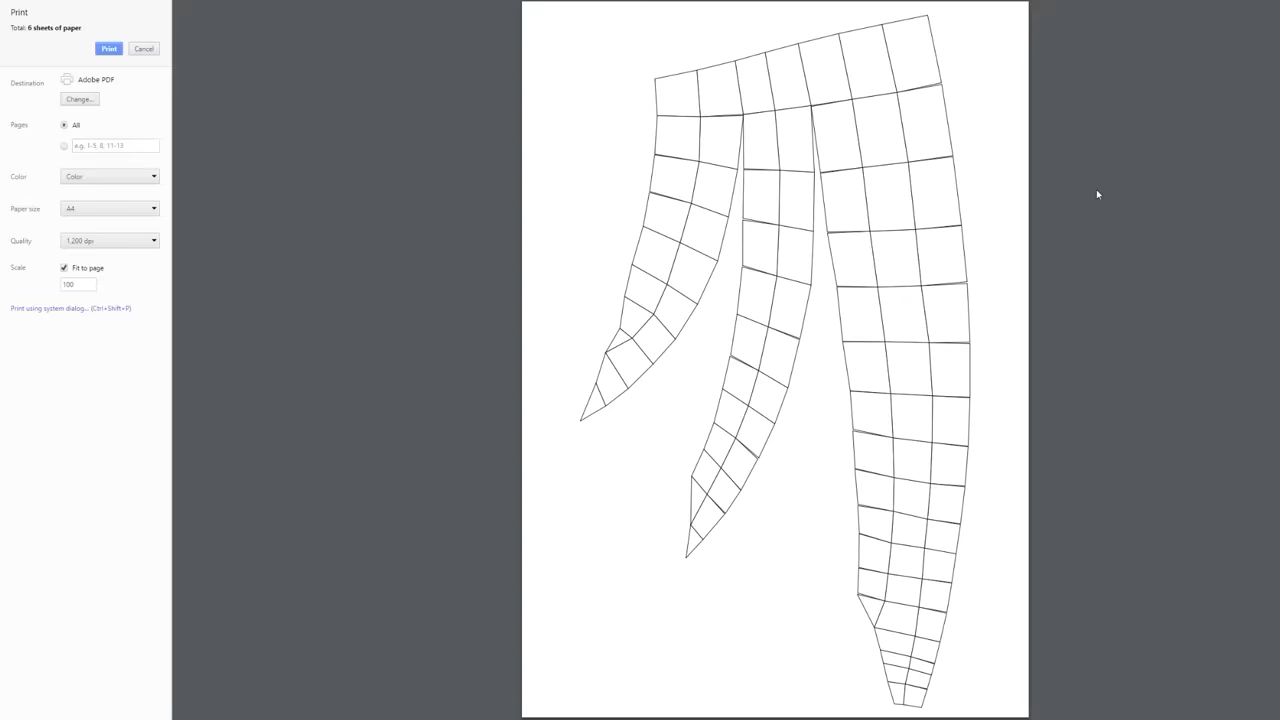 Print
Total: 6 sheets of paper
Print Cancel
Destination Adobe PDF
Change...
Pages All
e.g. 1-5, 8, 11-13
Color Color
Paper size A4
Quality 1,200 dpi
Scale Fit to page
100
Print using system dialog... (Ctrl+Shift+P)